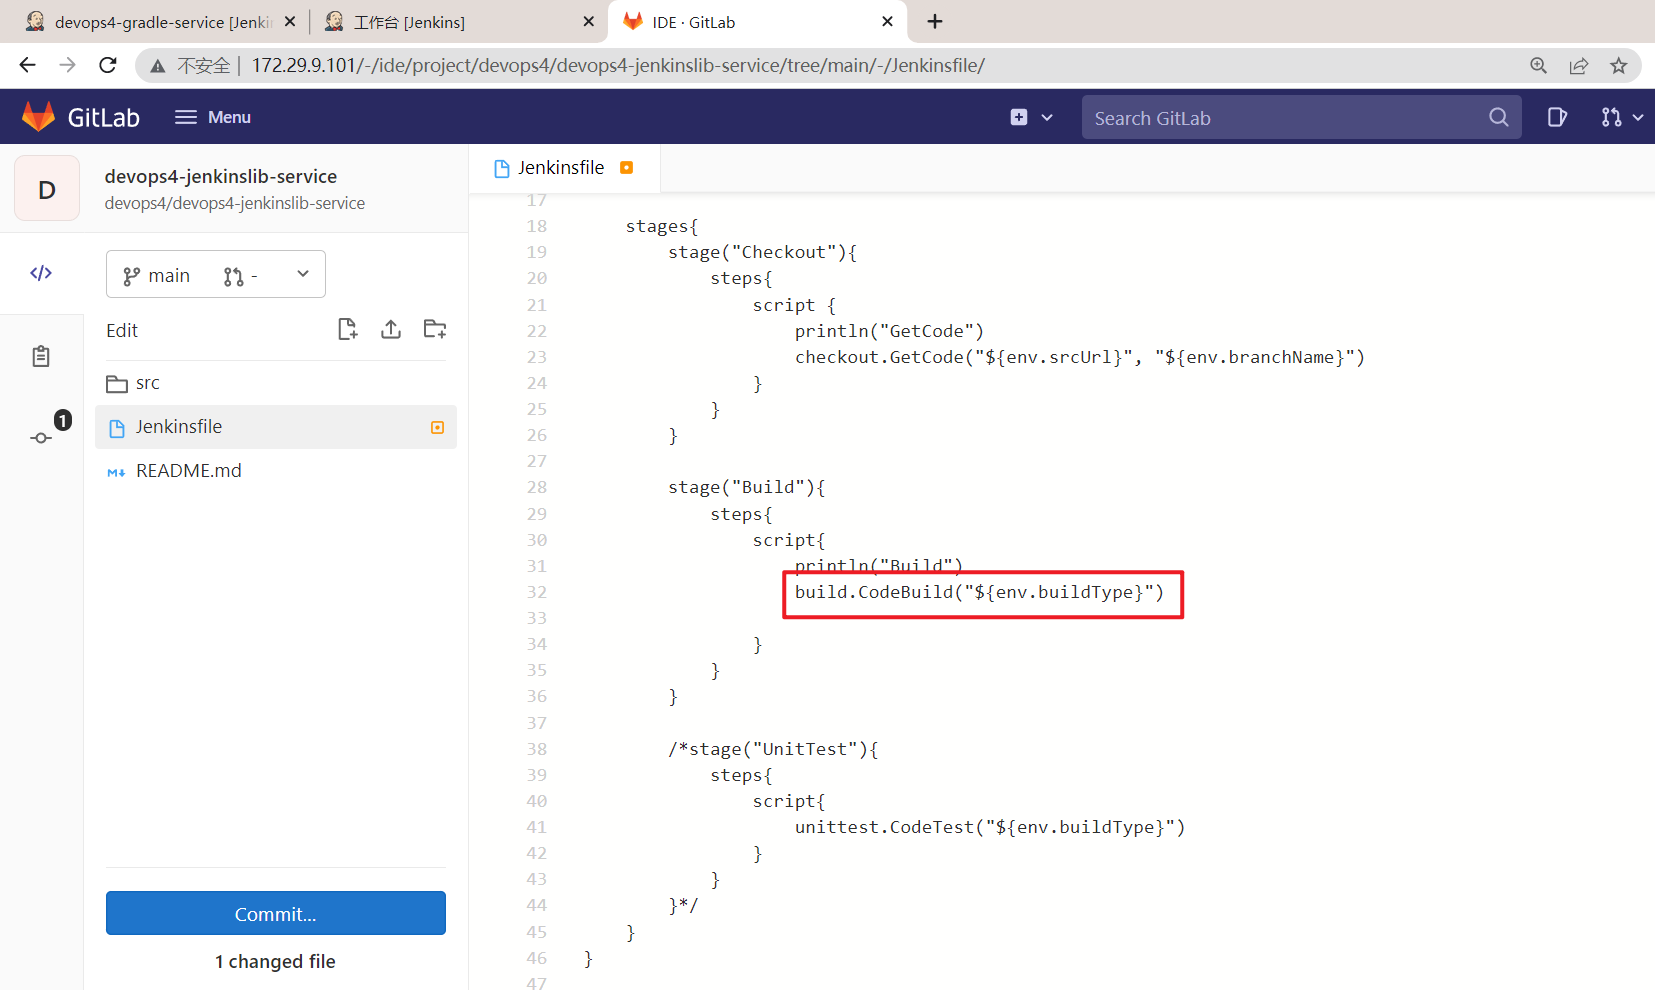 devops4-gradle-service [Jenki
工作台 [Jenkins]
IDE · GitLab
不安全
172.29.9.101/-/ide/project/devops4/devops4-jenkinslib-service/tree/main/-/Jenkinsfile/
GitLab
Menu
Search GitLab
D
devops4-jenkinslib-service
devops4/devops4-jenkinslib-service
main
-
Edit
src
1
Jenkinsfile
README.md
Commit...
1 changed file
Jenkinsfile
17
18 stages{
19 stage("Checkout"){
20 steps{
21 script {
22 println("GetCode")
23 checkout.GetCode("${env.srcUrl}", "${env.branchName}")
24 }
25 }
26 }
27
28 stage("Build"){
29 steps{
30 script{
31 println("Build")
32 build.CodeBuild("${env.buildType}")
33
34 }
35 }
36 }
37
38 /*stage("UnitTest"){
39 steps{
40 script{
41 unittest.CodeTest("${env.buildType}")
42 }
43 }
44 }*/
45 }
46 }
47